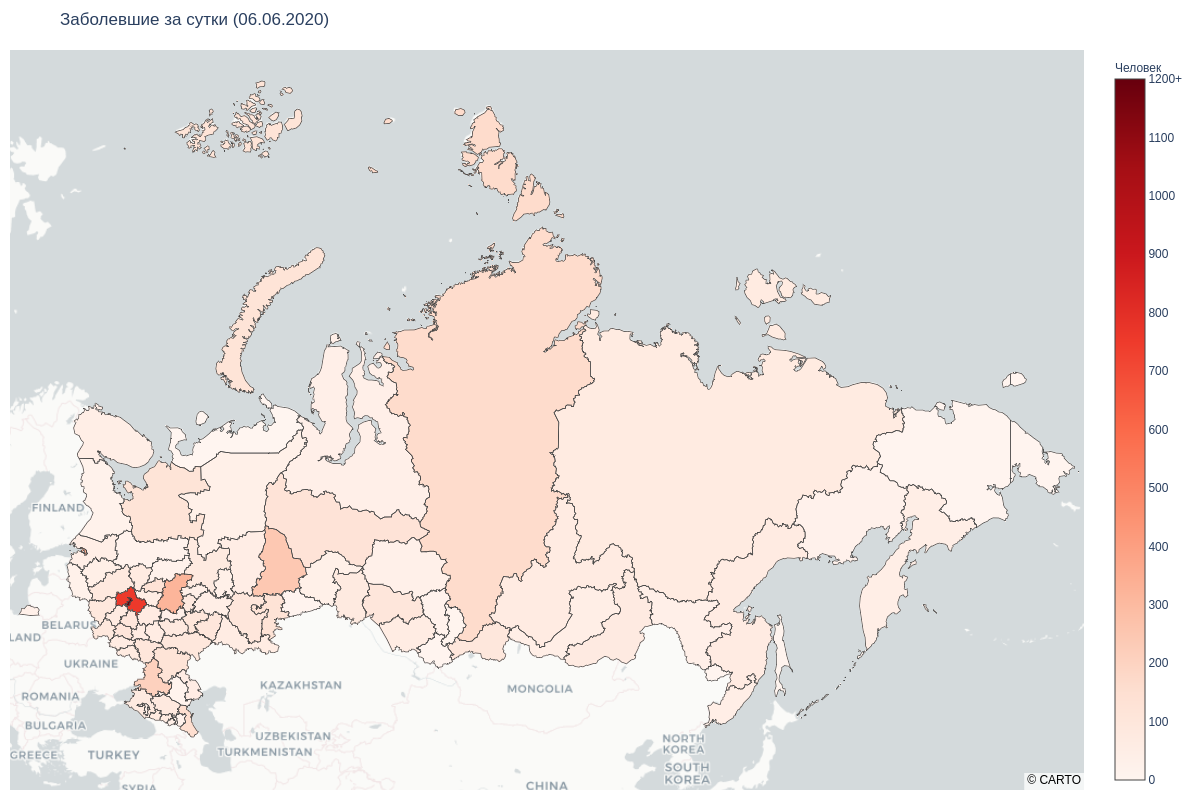 Заболевшие за сутки (06.06.2020)
Человек
1200+
1100
1000
900
800
700
600
500
400
300
200
100
0
FINLAND
BELARUS
LAND
UKRAINE
ROMANIA
BULGARIA
GREECE
TURKEY
SYRIA
KAZAKHSTAN
UZBEKISTAN
TURKMENISTAN
MONGOLIA
NORTH
KOREA
SOUTH
KOREA
CHINA
© CARTO